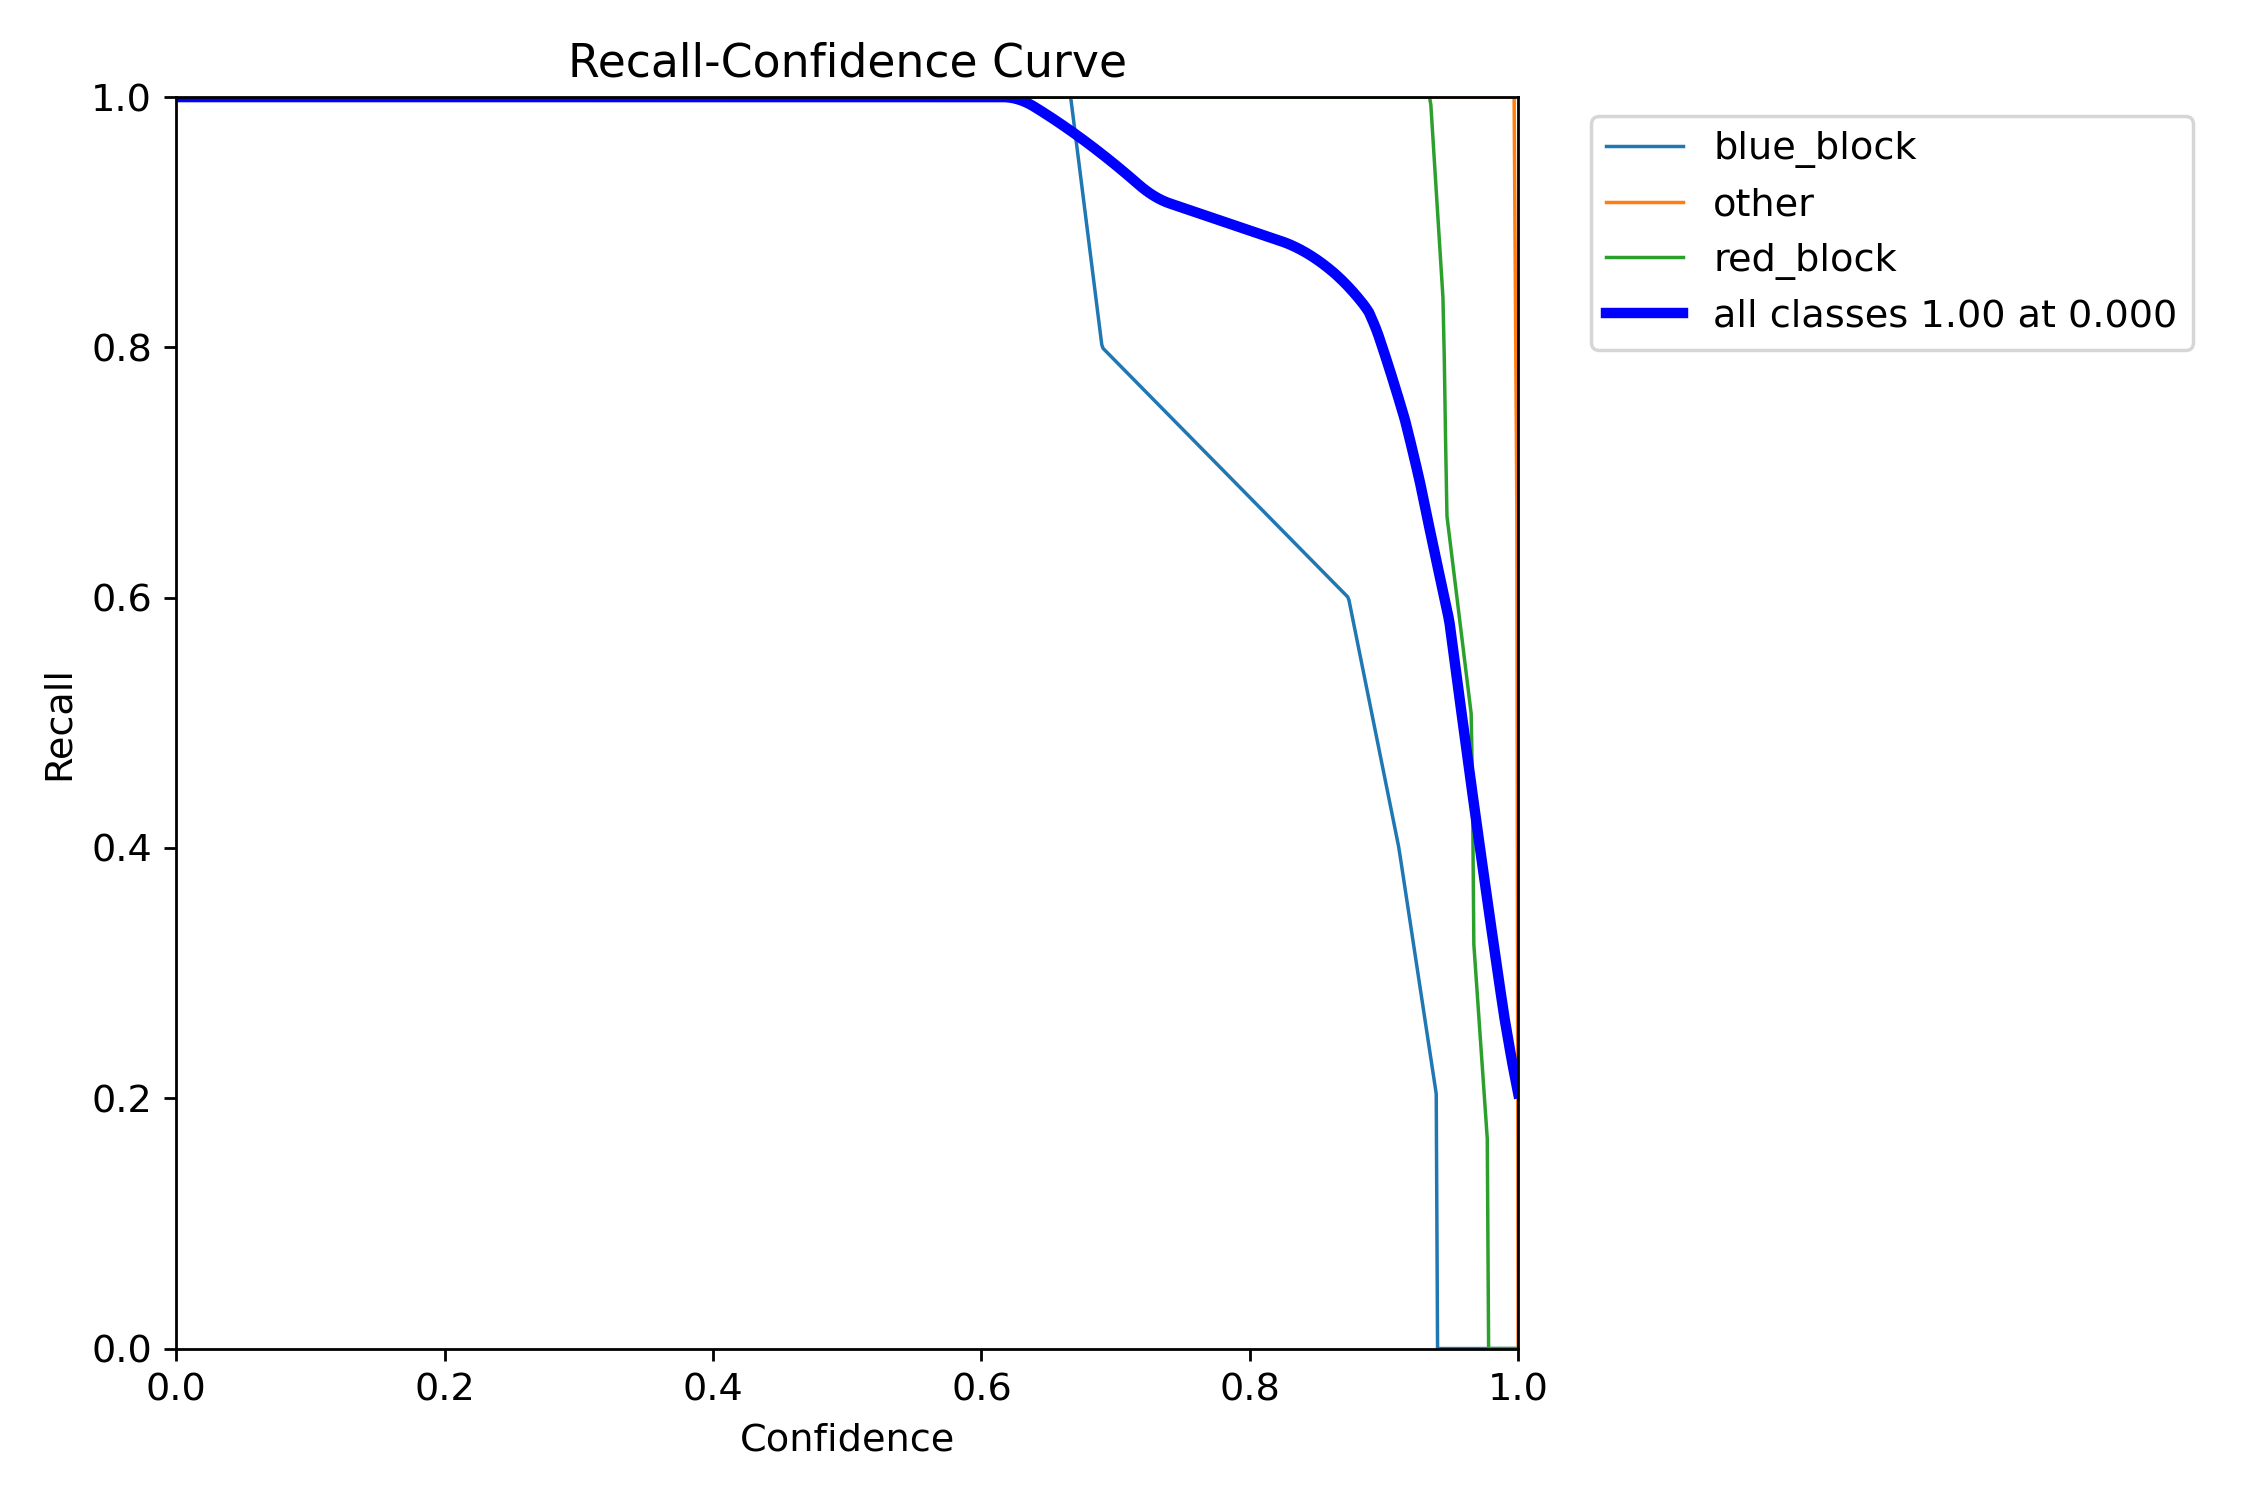 Recall-Confidence Curve
1.0
0.8
0.6
0.4
0.2
0.0
Recall
0.0 0.2 0.4 0.6 0.8 1.0
Confidence
blue_block
other
red_block
all classes 1.00 at 0.000